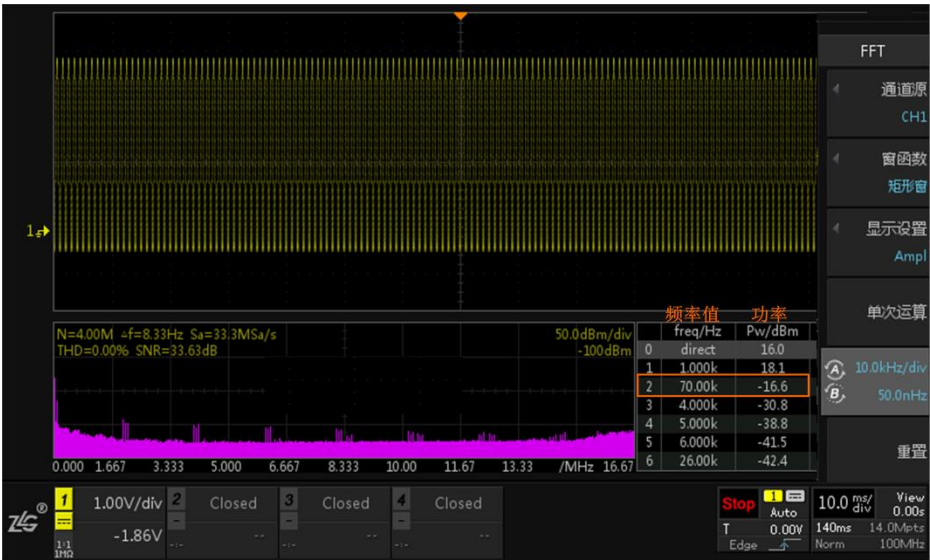 FFT
通道源
CH1
窗函数
矩形窗
显示设置
Ampl
单次运算
10.0kHz/div
50.0nHz
重置
1
N=4.00M △f=8.33Hz Sa=33.3MSa/s
THD=0.00% SNR=33.63dB
50.0dBm/div
-100dBm
频率值 功率
freq/Hz Pw/dBm
0 direct 16.0
1 1.000k 18.1
2 70.00k -16.6
3 4.000k -30.8
4 5.000k -38.8
5 6.000k -41.5
6 26.00k -42.4
A
B
0.000 1.667 3.333 5.000 6.667 8.333 10.00 11.67 13.33 /MHz 16.67
ZLG®
1 1.00V/div 2 Closed 3 Closed 4 Closed
-1.86V -- -- --
1:1 -:- -:- -:-
1MΩ
Stop 1 Auto 10.0 ms/div View 0.00s
T 0.00V 140ms 14.0Mpts
Edge Norm 100MHz